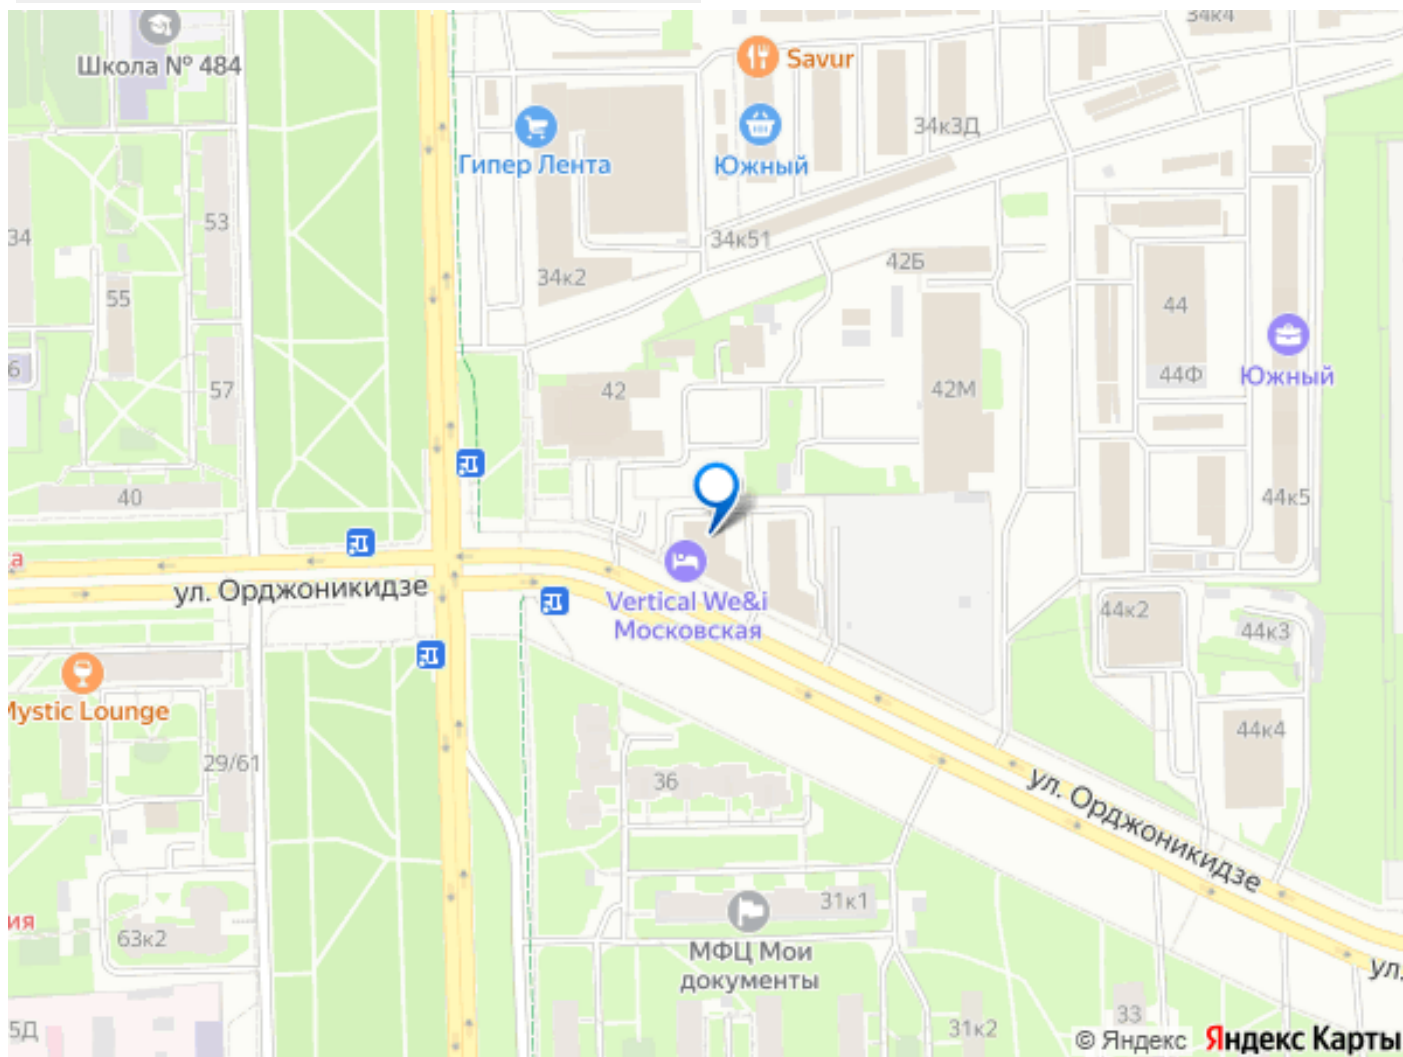 34к4
Школа № 484
Savur
34к3Д
Гипер Лента
Южный
53
34
34к51
42Б
34к2
55
44
6
57
42
42М
44Ф
Южный
40
44к5
а
ул. Орджоникидзе
Vertical We&i
Московская
44к2
44к3
Mystic Lounge
44к4
29/61
36
ул. Орджоникидзе
31к1
ия
63к2
МФЦ Мои
документы
ул.
5Д
31к2
33
© Яндекс Яндекс Карты